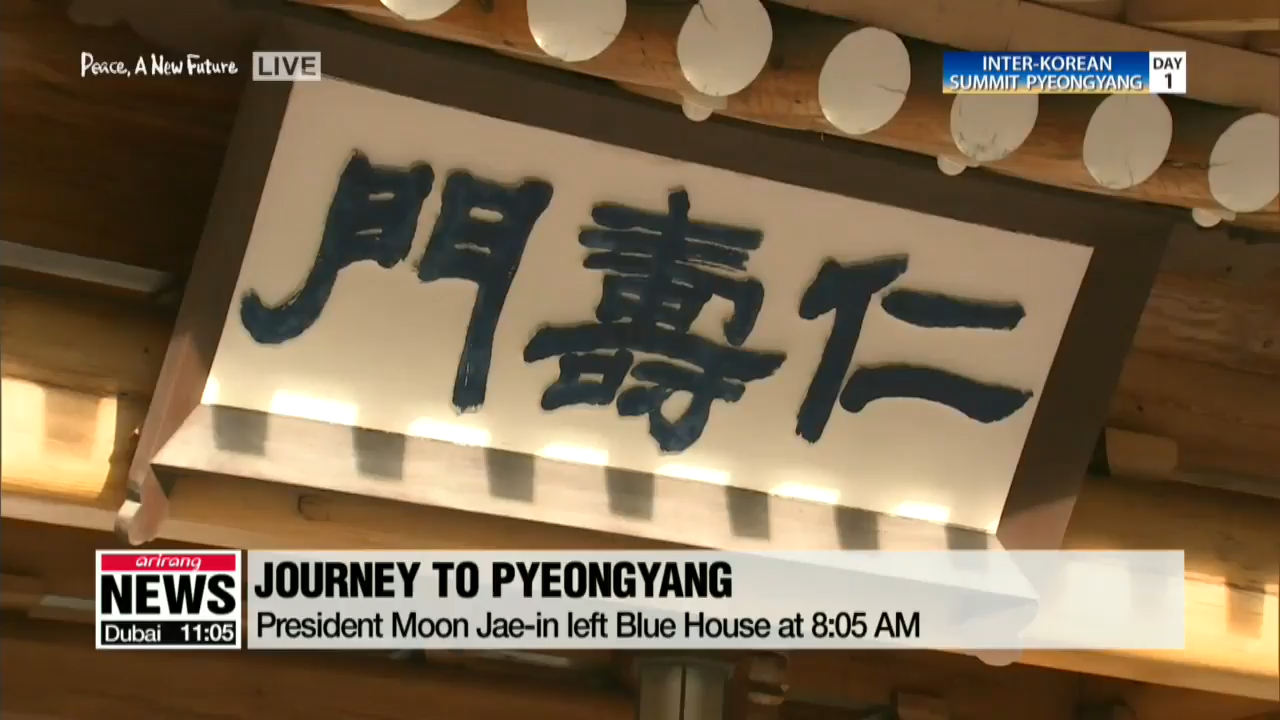 Peace, A New Future LIVE
INTER-KOREAN
SUMMIT PYEONGYANG
DAY
1
門壽仁
arirang
NEWS
Dubai 11:05
JOURNEY TO PYEONGYANG
President Moon Jae-in left Blue House at 8:05 AM